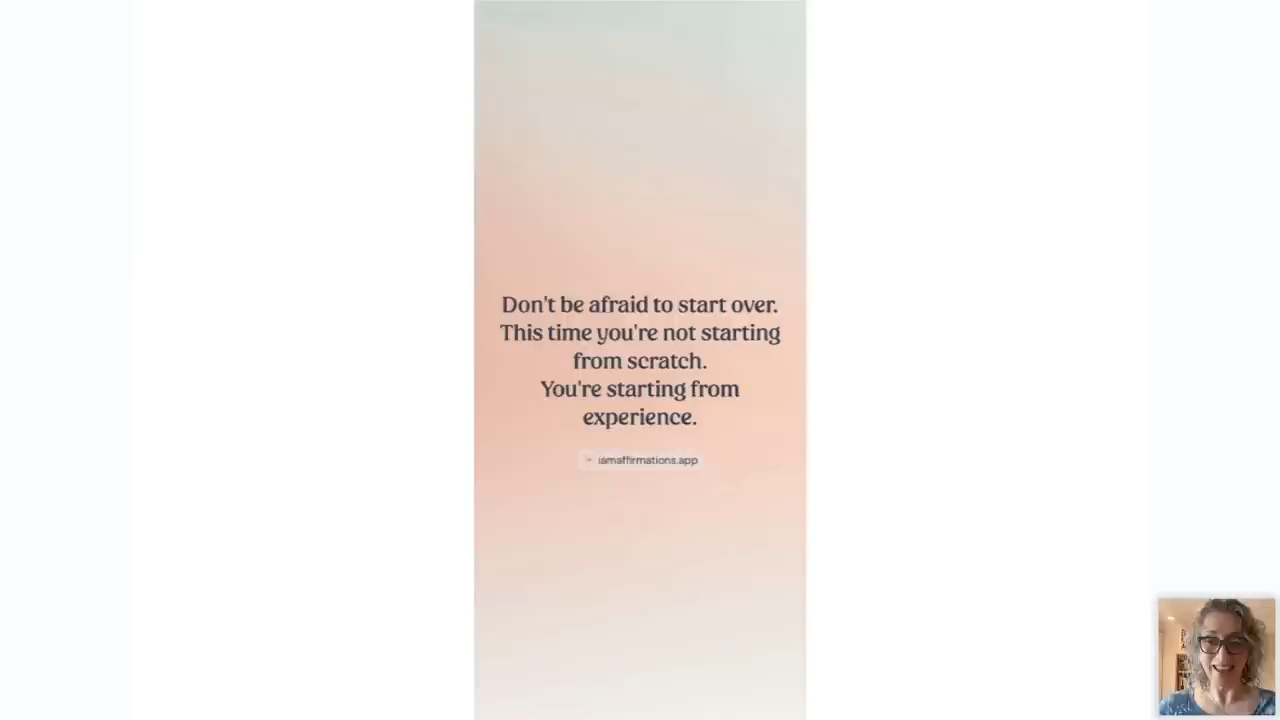 Don't be afraid to start over.
This time you're not starting
from scratch.
You're starting from
experience.
iamaffirmations.app